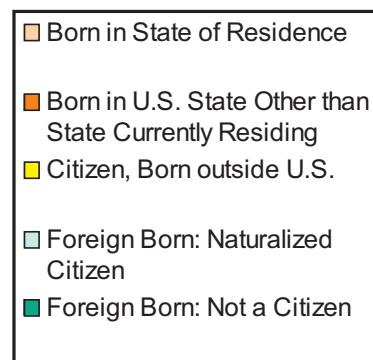 Born in State of Residence
Born in U.S. State Other than
State Currently Residing
Citizen, Born outside U.S.
Foreign Born: Naturalized
Citizen
Foreign Born: Not a Citizen